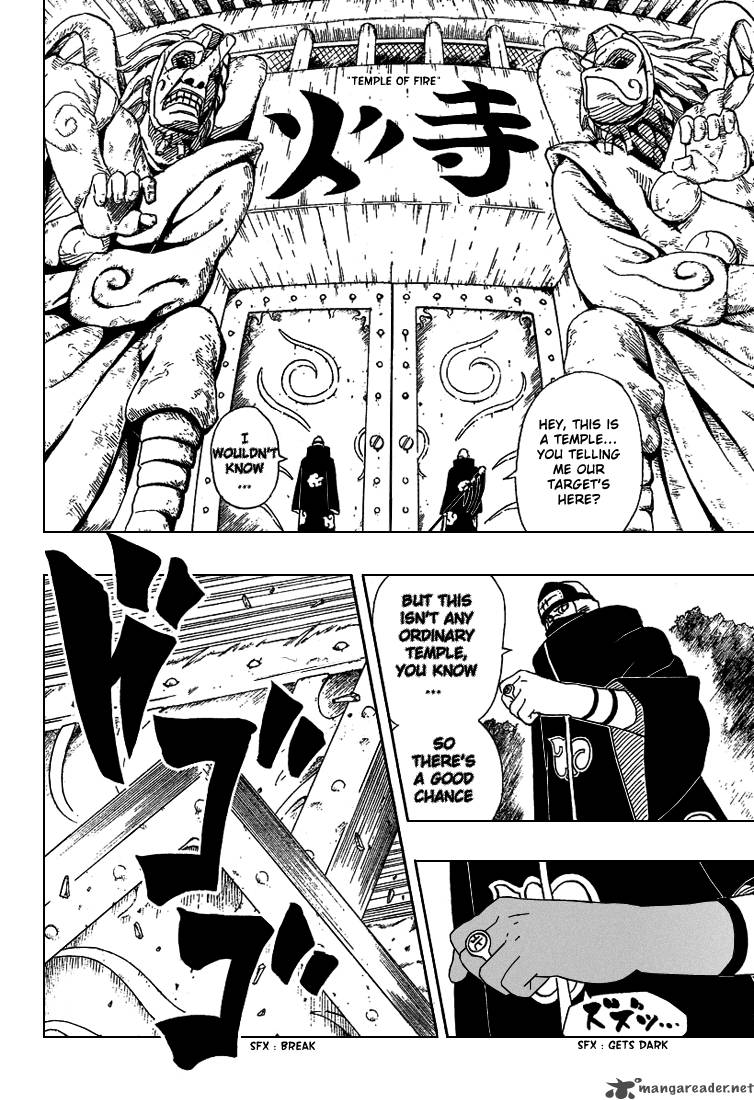 "TEMPLE OF FIRE"
火ノ寺
HEY, THIS IS
A TEMPLE...
YOU TELLING
ME OUR
TARGET'S
HERE?
I
WOULDN'T
KNOW
...
BUT THIS
ISN'T ANY
ORDINARY
TEMPLE,
YOU KNOW
...
SO
THERE'S
A GOOD
CHANCE
ドゴゴ
SFX : BREAK
ズズッ...
SFX : GETS DARK
mangareader.net